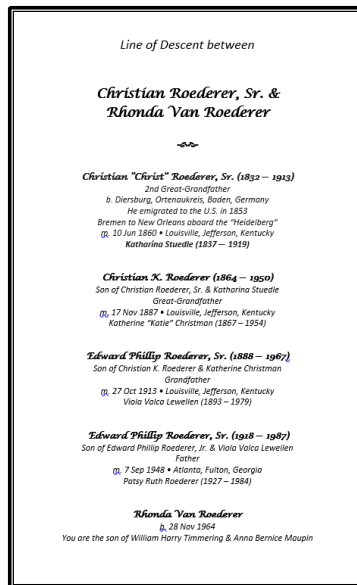 Line of Descent between
Christian Roederer, Sr. &
Rhonda Van Roederer
Christian "Christ" Roederer, Sr. (1832 – 1913)
2nd Great-Grandfather
b. Diersburg, Ortenaukreis, Baden, Germany
He emigrated to the U.S. in 1853
Bremen to New Orleans aboard the "Heidelberg"
m. 10 Jun 1860 • Louisville, Jefferson, Kentucky
Katharina Stuedle (1837 – 1919)
Christian K. Roederer (1864 – 1950)
Son of Christian Roederer, Sr. & Katharina Stuedle
Great-Grandfather
m. 17 Nov 1887 • Louisville, Jefferson, Kentucky
Katherine "Katie" Christman (1867 – 1954)
Edward Phillip Roederer, Sr. (1888 – 1967)
Son of Christian K. Roederer & Katherine Christman
Grandfather
m. 27 Oct 1913 • Louisville, Jefferson, Kentucky
Viola Valca Lewellen (1893 – 1979)
Edward Phillip Roederer, Sr. (1918 – 1987)
Son of Edward Phillip Roederer, Jr. & Viola Valca Lewellen
Father
m. 7 Sep 1948 • Atlanta, Fulton, Georgia
Patsy Ruth Roederer (1927 – 1984)
Rhonda Van Roederer
b. 28 Nov 1964
You are the son of William Harry Timmering & Anna Bernice Maupin